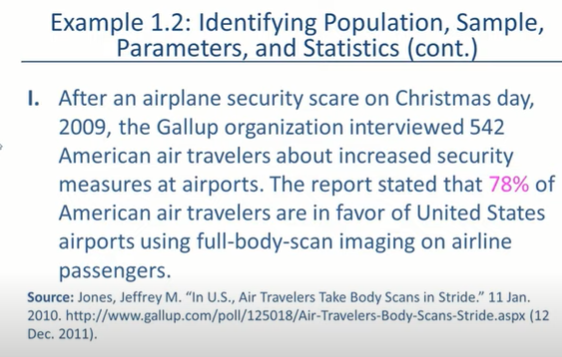 Example 1.2: Identifying Population, Sample,
Parameters, and Statistics (cont.)
I. After an airplane security scare on Christmas day,
2009, the Gallup organization interviewed 542
American air travelers about increased security
measures at airports. The report stated that 78% of
American air travelers are in favor of United States
airports using full-body-scan imaging on airline
passengers.
Source: Jones, Jeffrey M. “In U.S., Air Travelers Take Body Scans in Stride.” 11 Jan.
2010. http://www.gallup.com/poll/125018/Air-Travelers-Body-Scans-Stride.aspx (12
Dec. 2011).